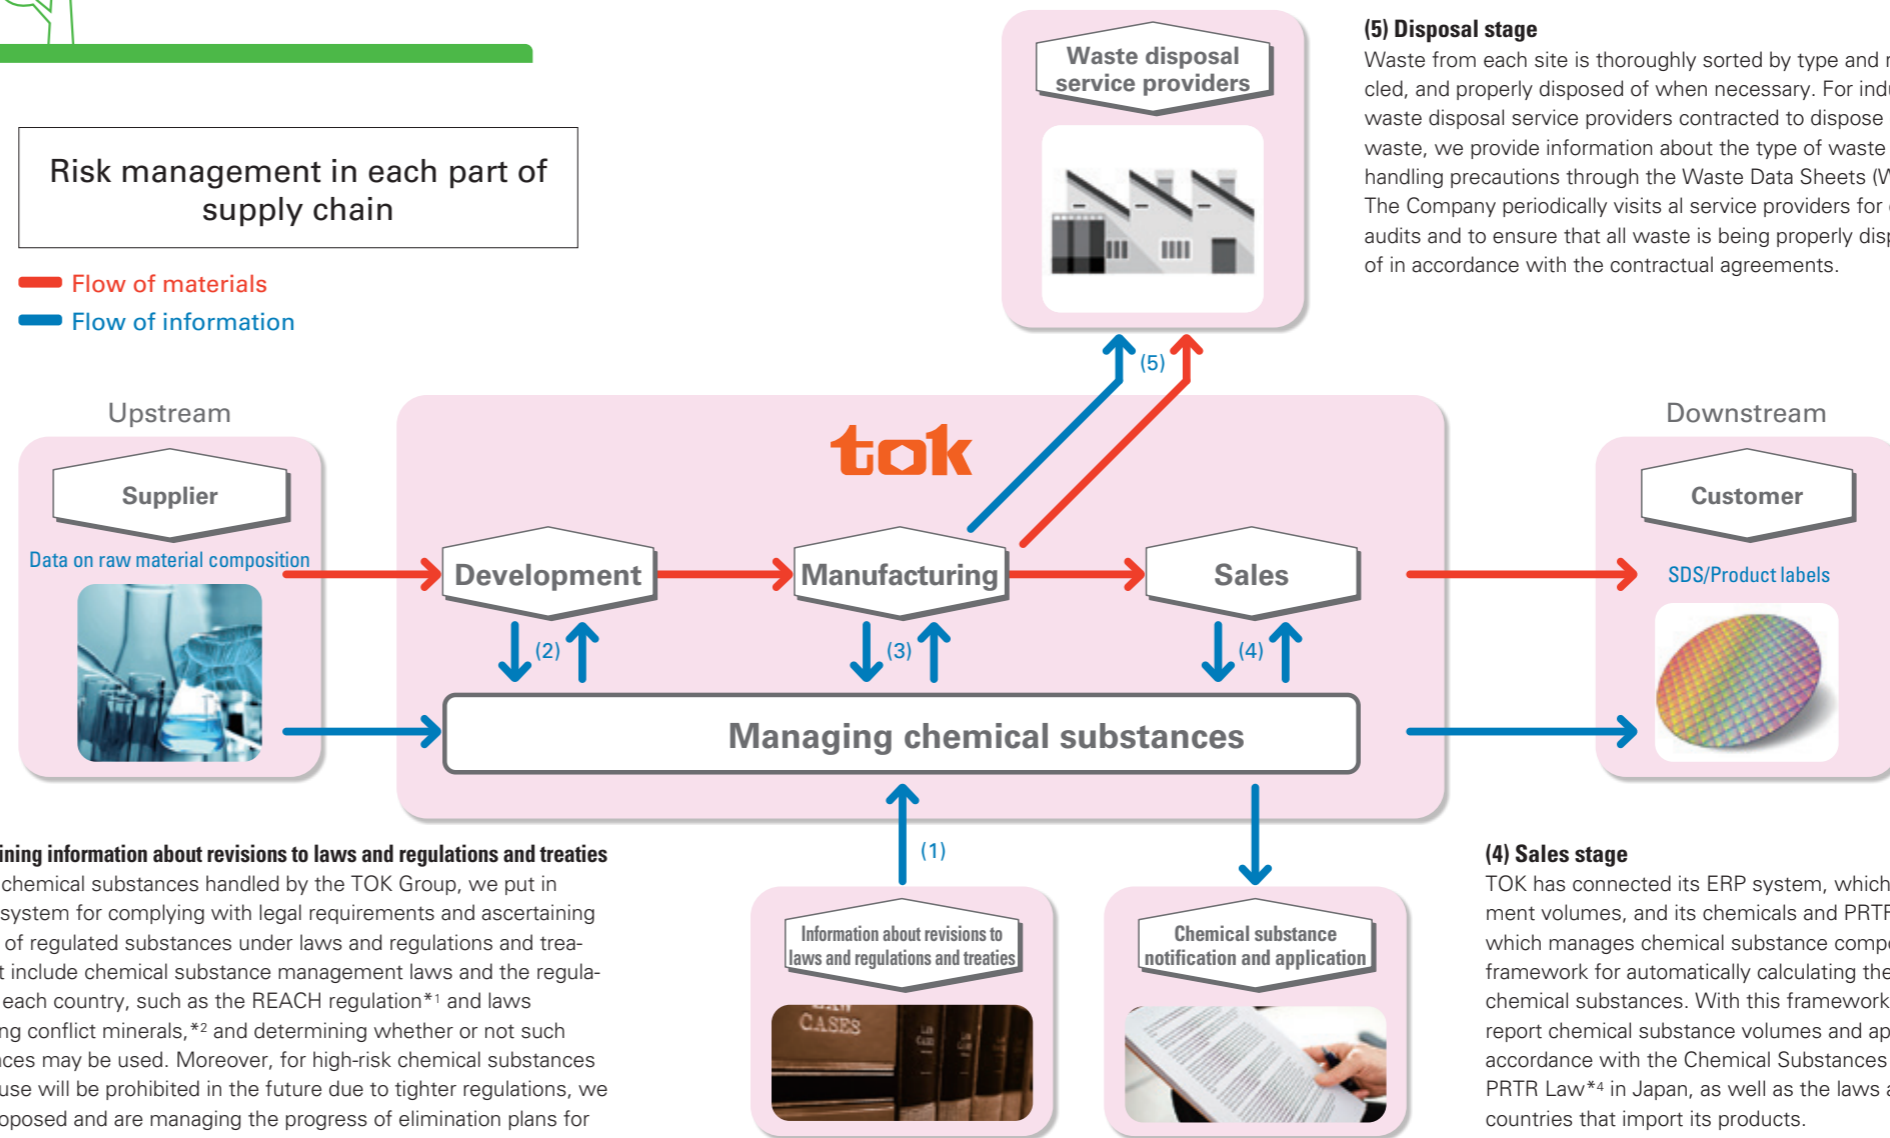 Risk management in each part of
supply chain
Flow of materials
Flow of information
Waste disposal
service providers
(5) Disposal stage
Waste from each site is thoroughly sorted by type and
cled, and properly disposed of when necessary. For
waste disposal service providers contracted to dispose
waste, we provide information about the type of waste
handling precautions through the Waste Data Sheets
The Company periodically visits al service providers for
audits and to ensure that all waste is being properly
of in accordance with the contractual agreements.
(5)
Upstream
Supplier
Data on raw material composition
tok
Development
Manufacturing
Sales
(2)
(3)
(4)
Managing chemical substances
Downstream
Customer
SDS/Product labels
(1)
ining information about revisions to laws and regulations and treaties
chemical substances handled by the TOK Group, we put in
system for complying with legal requirements and ascertaining
of regulated substances under laws and regulations and trea-
t include chemical substance management laws and the regula-
each country, such as the REACH regulation*1 and laws
ng conflict minerals,*2 and determining whether or not such
nces may be used. Moreover, for high-risk chemical substances
use will be prohibited in the future due to tighter regulations, we
oposed and are managing the progress of elimination plans for
Information about revisions to
laws and regulations and treaties
LAW
CASES
Chemical substance
notification and application
(4) Sales stage
TOK has connected its ERP system, which
ment volumes, and its chemicals and PRTR
which manages chemical substance
framework for automatically calculating the
chemical substances. With this framework
report chemical substance volumes and
accordance with the Chemical Substances
PRTR Law*4 in Japan, as well as the laws
countries that import its products.